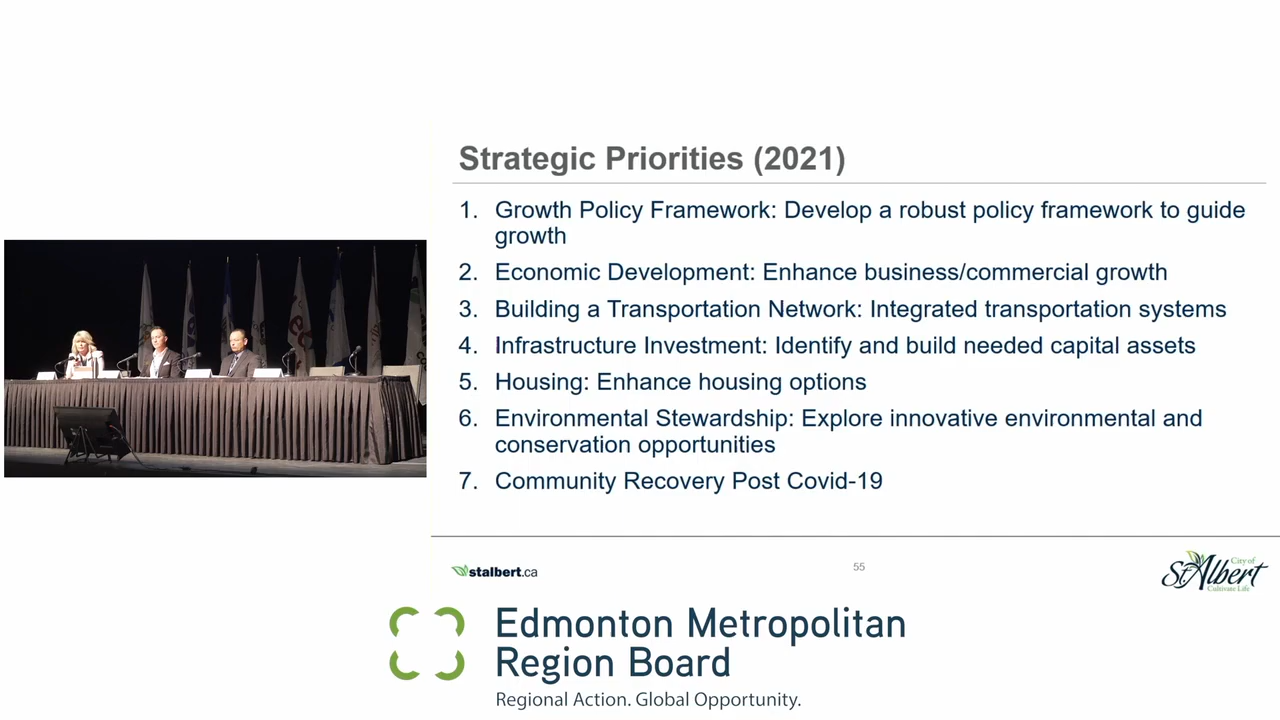 Strategic Priorities (2021)
1. Growth Policy Framework: Develop a robust policy framework to guide
growth
2. Economic Development: Enhance business/commercial growth
3. Building a Transportation Network: Integrated transportation systems
4. Infrastructure Investment: Identify and build needed capital assets
5. Housing: Enhance housing options
6. Environmental Stewardship: Explore innovative environmental and
conservation opportunities
7. Community Recovery Post Covid-19
stalbert.ca
55
City of
St. Albert
Cultivate Life
Edmonton Metropolitan
Region Board
Regional Action. Global Opportunity.